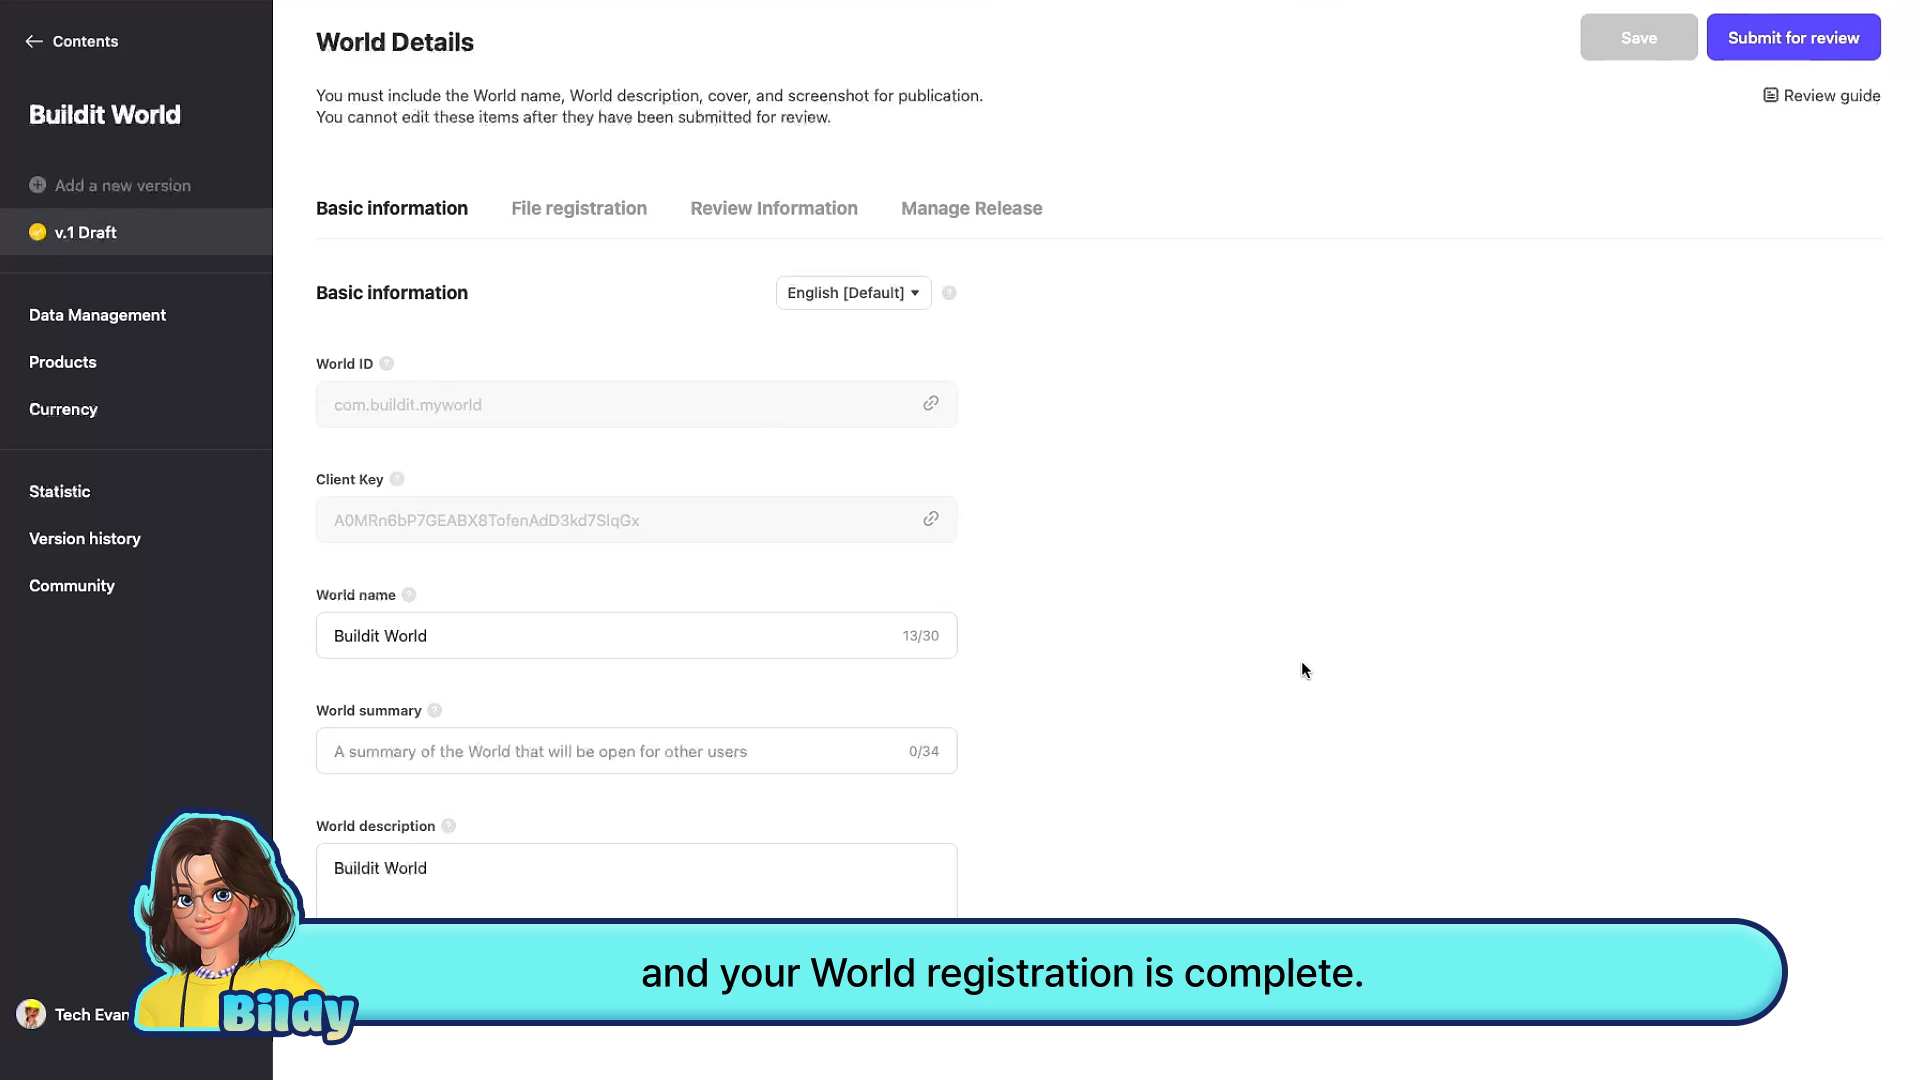 Contents
World Details
Save
Submit for review
You must include the World name, World description, cover, and screenshot for publication.
You cannot edit these items after they have been submitted for review.
Review guide
Buildit World
Add a new version
v.1 Draft
Basic information
File registration
Review Information
Manage Release
Data Management
Products
Currency
Statistic
Version history
Community
Basic information
English [Default]
World ID
com.buildit.myworld
Client Key
A0MRn6bP7GEABX8TofenAdD3kd7SlqGx
World name
Buildit World
13/30
World summary
A summary of the World that will be open for other users
0/34
World description
Buildit World
Tech Evan
Bildy
and your World registration is complete.